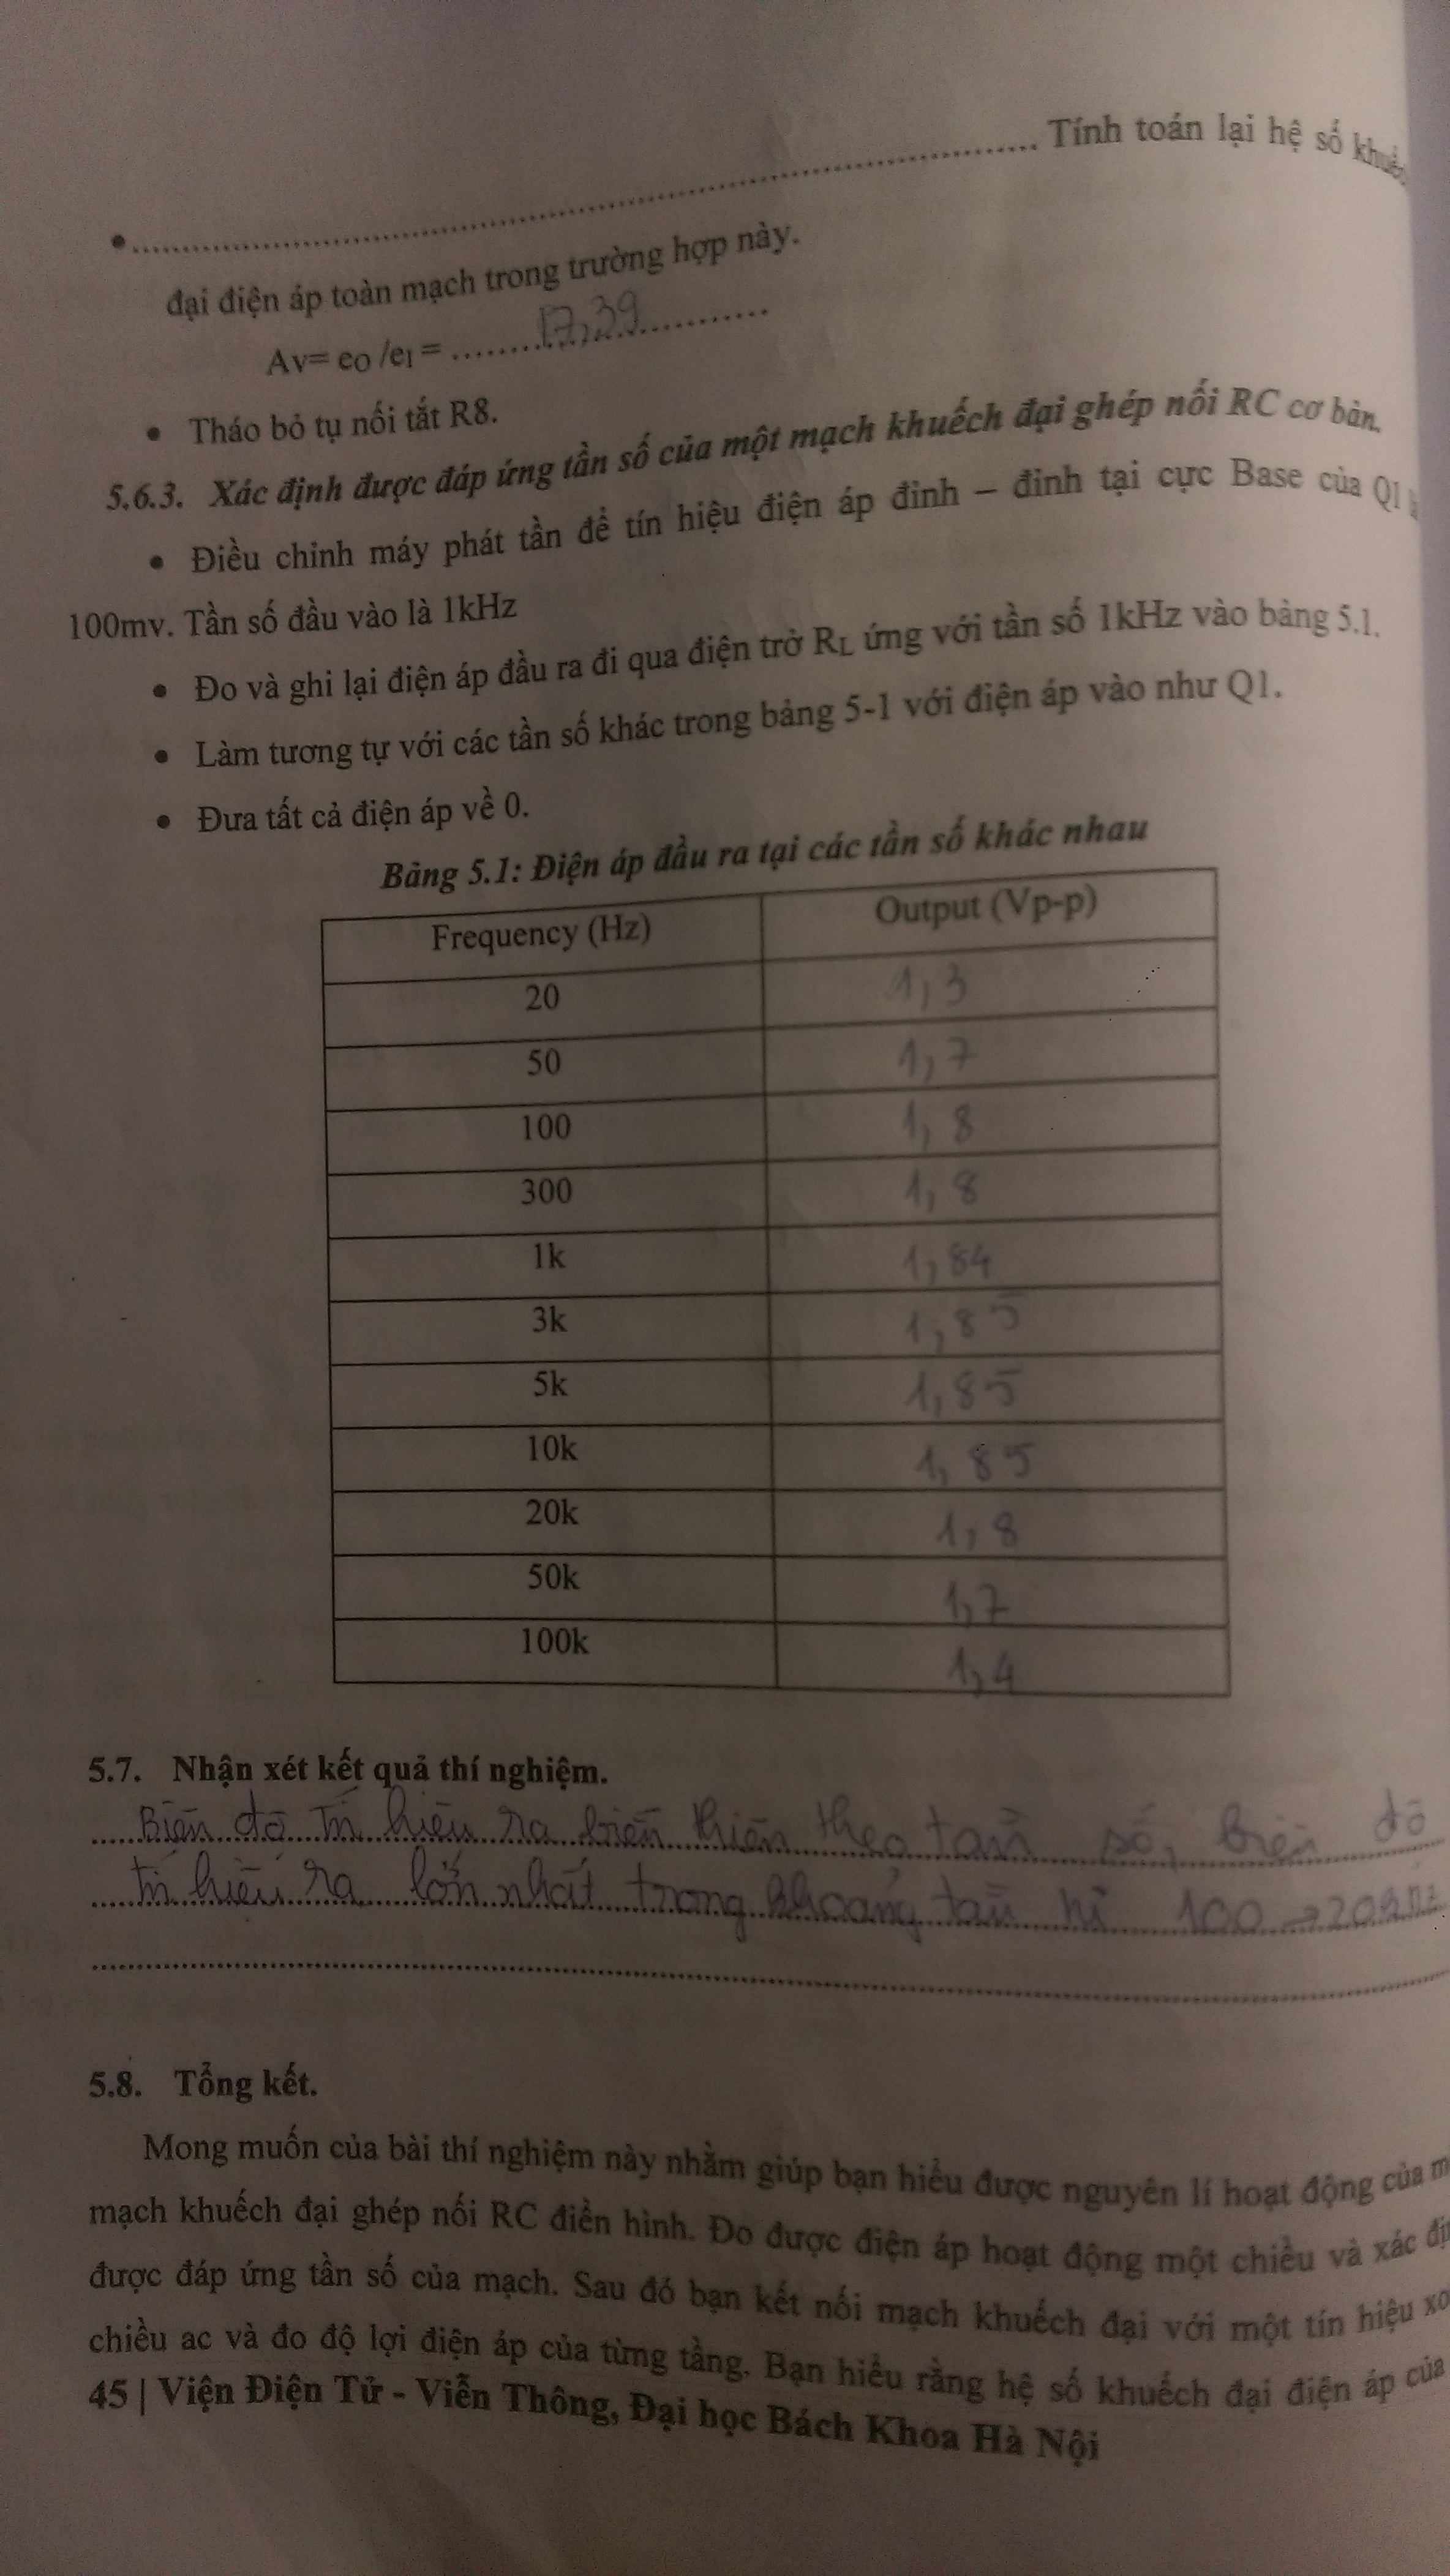 ................ Tính toán lại hệ số khuếc
• 
đại điện áp toàn mạch trong trường hợp này.
Av= eO /eI = ........17,39............
• Tháo bỏ tụ nối tắt R8.
5.6.3. Xác định được đáp ứng tần số của một mạch khuếch đại ghép nối RC cơ bản.
• Điều chỉnh máy phát tần để tín hiệu điện áp đỉnh – đỉnh tại cực Base của Q1
100mv. Tần số đầu vào là 1kHz
• Đo và ghi lại điện áp đầu ra đi qua điện trở RL ứng với tần số 1kHz vào bảng 5.1.
• Làm tương tự với các tần số khác trong bảng 5-1 với điện áp vào như Q1.
• Đưa tất cả điện áp về 0.
Bảng 5.1: Điện áp đầu ra tại các tần số khác nhau
Frequency (Hz) Output (Vp-p)
20 1,3
50 1,7
100 1,8
300 1,8
1k 1,84
3k 1,85
5k 1,85
10k 1,85
20k 1,8
50k 1,7
100k 1,4
5.7. Nhận xét kết quả thí nghiệm.
Biên độ tín hiệu ra biến thiên theo tần số, biên độ
tín hiệu ra lớn nhất trong khoảng tần số 100 → 20kHz
5.8. Tổng kết.
Mong muốn của bài thí nghiệm này nhằm giúp bạn hiểu được nguyên lí hoạt động của m
mạch khuếch đại ghép nối RC điển hình. Đo được điện áp hoạt động một chiều và xác địn
được đáp ứng tần số của mạch. Sau đó bạn kết nối mạch khuếch đại với một tín hiệu xo
chiều ac và đo độ lợi điện áp của từng tầng. Bạn hiểu rằng hệ số khuếch đại điện áp của
45 | Viện Điện Tử - Viễn Thông, Đại học Bách Khoa Hà Nội